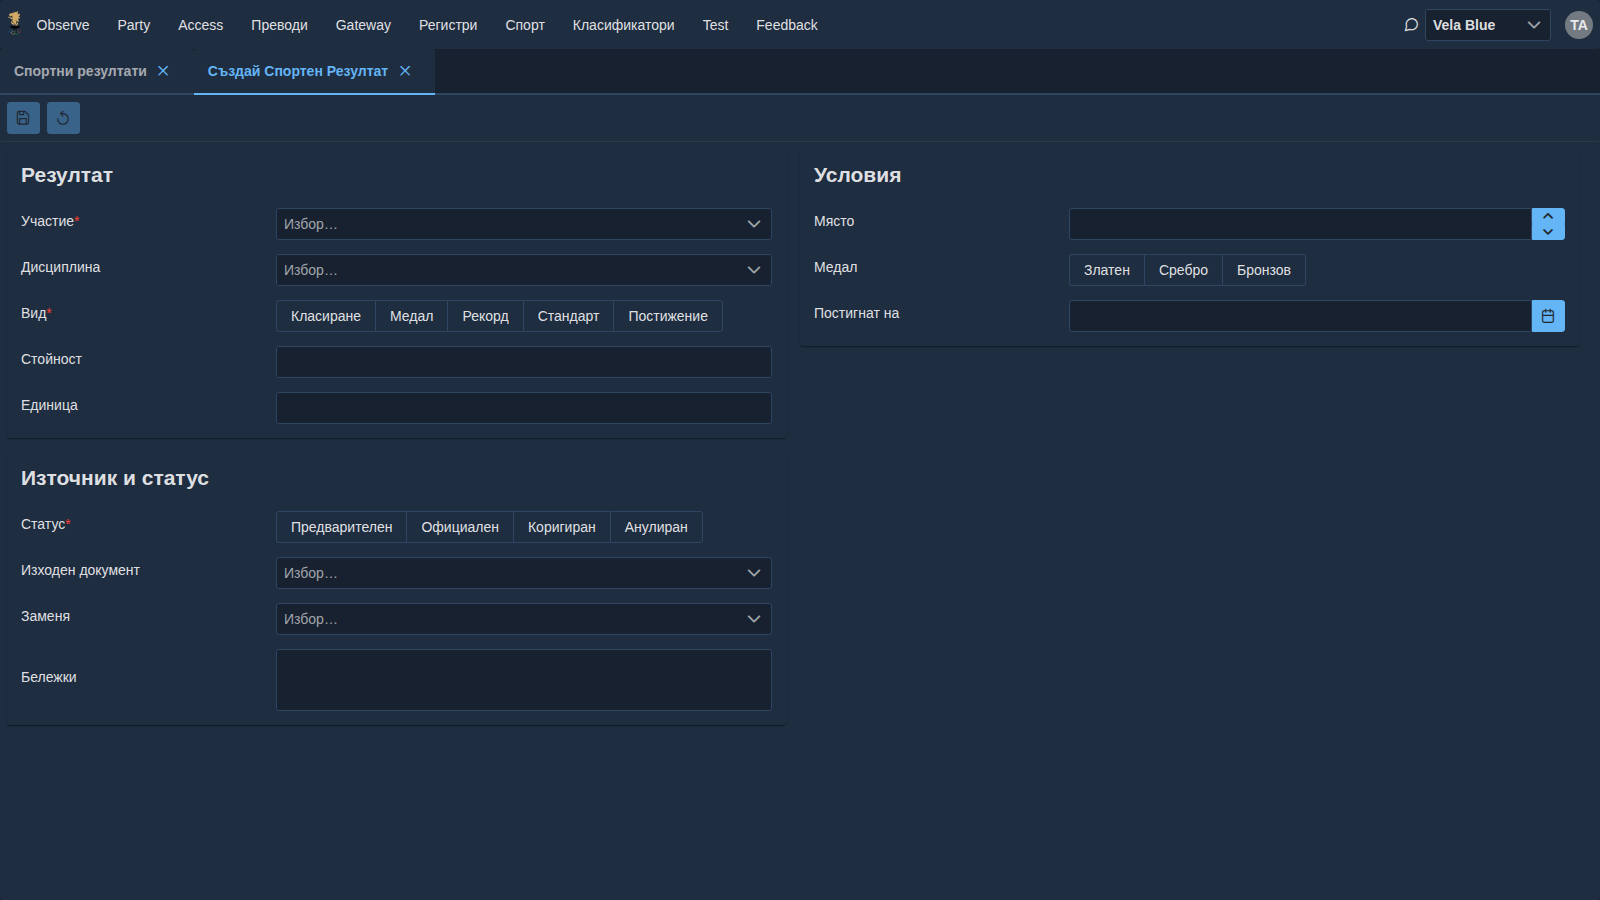 Observe Party Access Преводи Gateway Регистри Спорт Класификатори Test Feedback Vela Blue TA
Спортни резултати Създай Спортен Резултат
Резултат
Участие* Избор…
Дисциплина Избор…
Вид* Класиране Медал Рекорд Стандарт Постижение
Стойност
Единица
Условия
Място
Медал Златен Сребро Бронзов
Постигнат на
Източник и статус
Статус* Предварителен Официален Коригиран Анулиран
Изходен документ Избор…
Заменя Избор…
Бележки